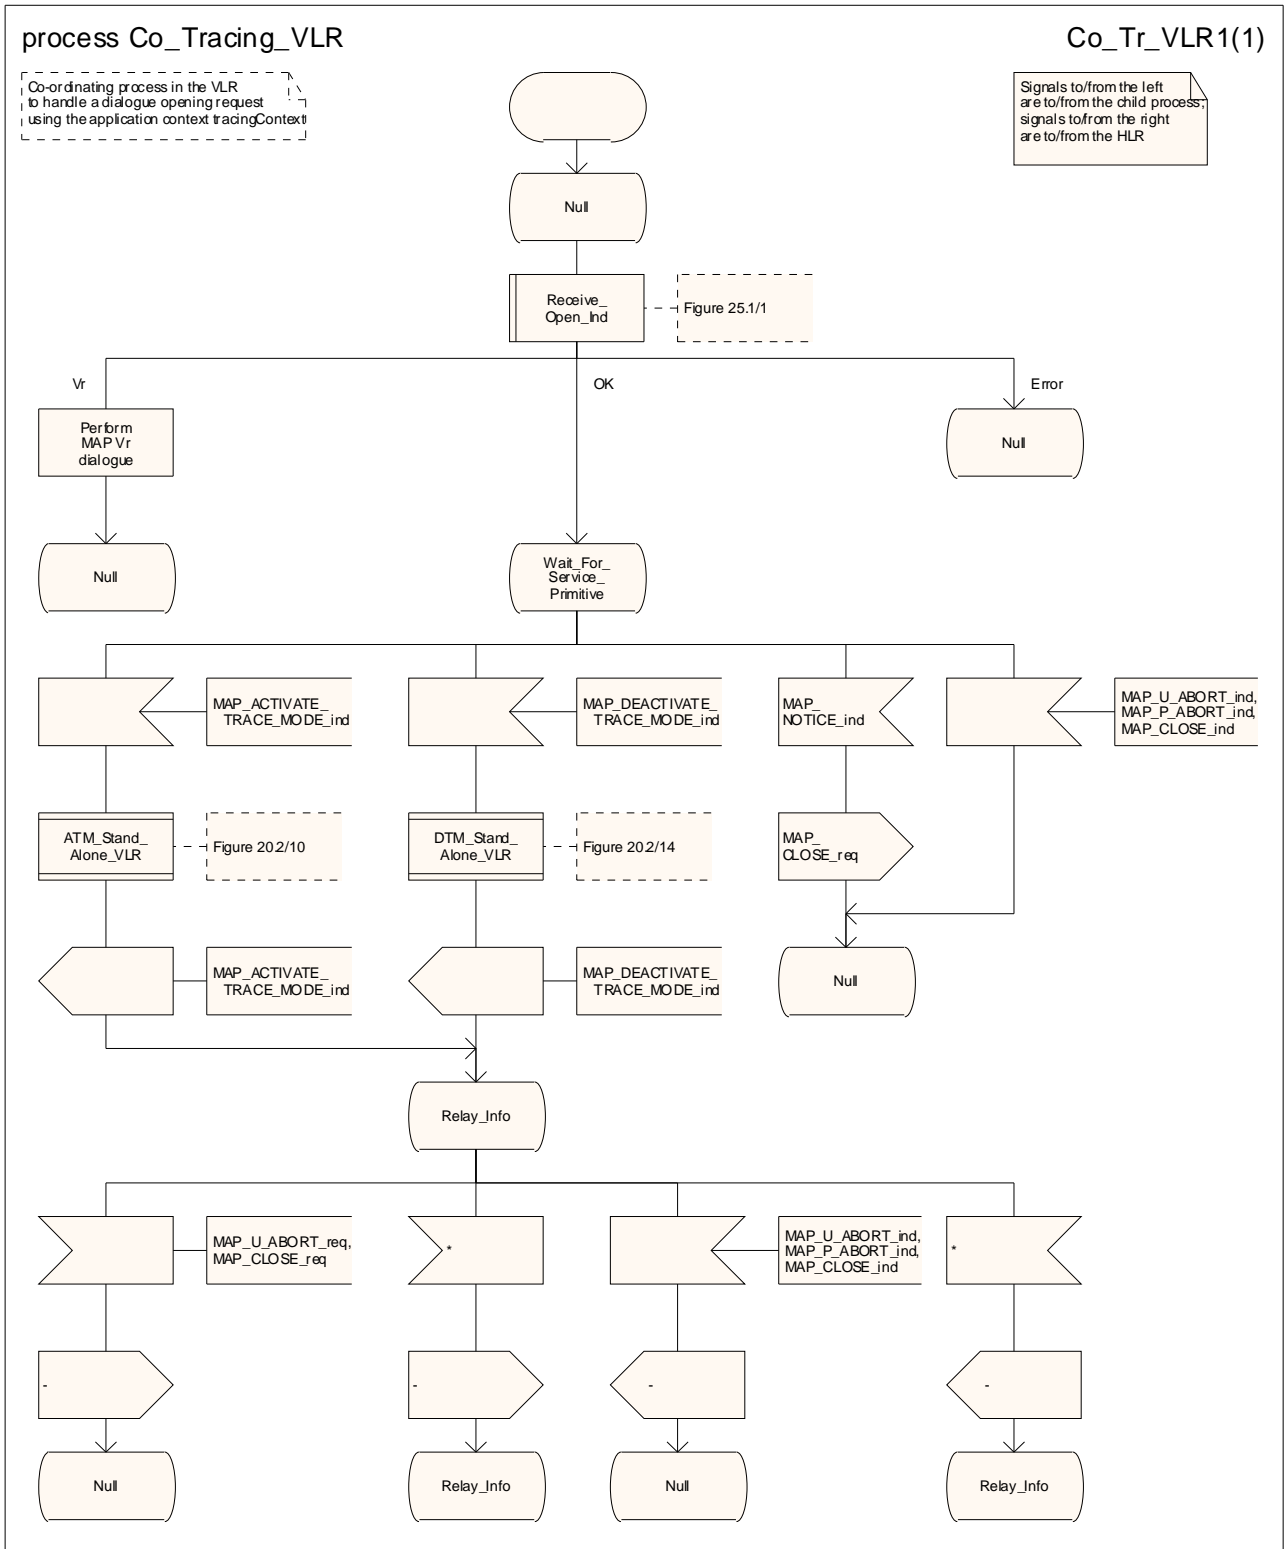 process Co_Tracing_VLR
Co_Tr_VLR1(1)
Co-ordinating process in the VLR
to handle a dialogue opening request
using the application context tracingContext
Signals to/from the left
are to/from the child process;
signals to/from the right
are to/from the HLR
Null
Receive_
Open_Ind
Figure 25.1/1
Vr
OK
Error
Perform
MAP Vr
dialogue
Null
Null
Wait_For_
Service_
Primitive
MAP_ACTIVATE_
TRACE_MODE_ind
MAP_DEACTIVATE_
TRACE_MODE_ind
MAP_
NOTICE_ind
MAP_U_ABORT_ind,
MAP_P_ABORT_ind,
MAP_CLOSE_ind
ATM_Stand_
Alone_VLR
Figure 20.2/10
DTM_Stand_
Alone_VLR
Figure 20.2/14
MAP_
CLOSE_req
MAP_ACTIVATE_
TRACE_MODE_ind
MAP_DEACTIVATE_
TRACE_MODE_ind
Null
Relay_Info
MAP_U_ABORT_req,
MAP_CLOSE_req
*
MAP_U_ABORT_ind,
MAP_P_ABORT_ind,
MAP_CLOSE_ind
*
-
-
-
-
Null
Relay_Info
Null
Relay_Info